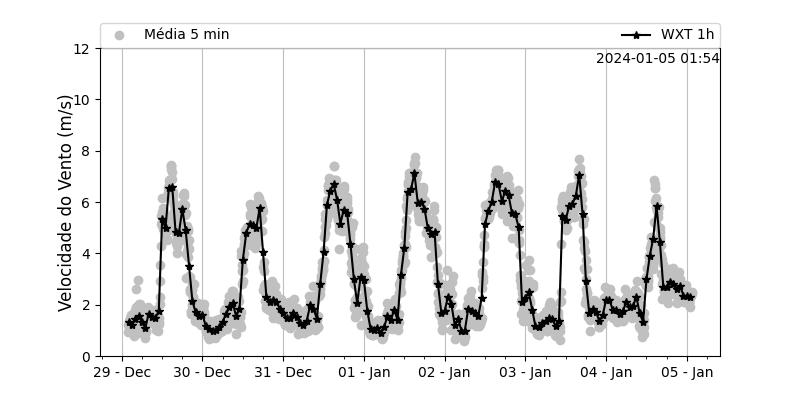 Média 5 min
WXT 1h
2024-01-05 01:54
Velocidade do Vento (m/s)
12
10
8
6
4
2
0
29 - Dec
30 - Dec
31 - Dec
01 - Jan
02 - Jan
03 - Jan
04 - Jan
05 - Jan